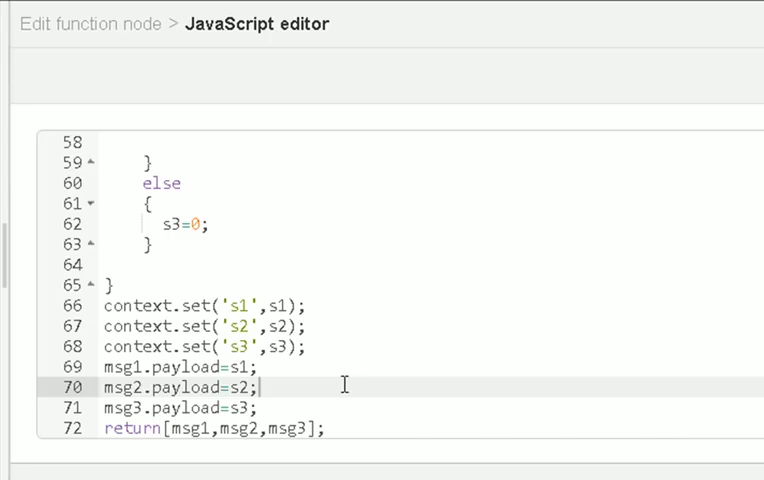 Edit function node > JavaScript editor
58
59 }
60 else
61 {
62 s3=0;
63 }
64
65 }
66 context.set('s1',s1);
67 context.set('s2',s2);
68 context.set('s3',s3);
69 msg1.payload=s1;
70 msg2.payload=s2;
71 msg3.payload=s3;
72 return[msg1,msg2,msg3];